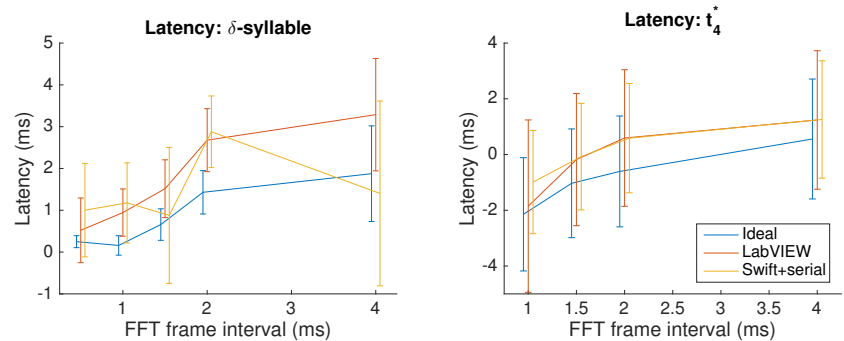 Latency: δ-syllable
Latency (ms)
5
4
3
2
1
0
-1
1
2
3
4
FFT frame interval (ms)
Latency: t₄*
Latency (ms)
4
2
0
-2
-4
1
1.5
2
2.5
3
3.5
4
FFT frame interval (ms)
Ideal
LabVIEW
Swift+serial